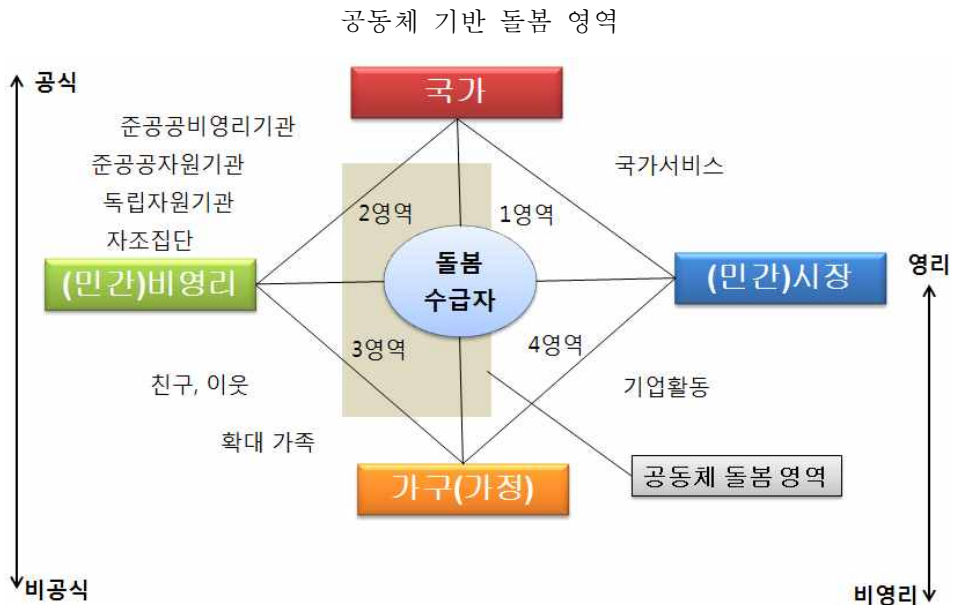 공동체 기반 돌봄 영역
공식
국가
준공공비영리기관
준공공자원기관
국가서비스
독립자원기관
2영역
1영역
자조집단
(민간)비영리
돌봄
수급자
(민간)시장
영리
3영역
4영역
친구, 이웃
기업활동
확대 가족
가구(가정)
공동체 돌봄 영역
비공식
비영리